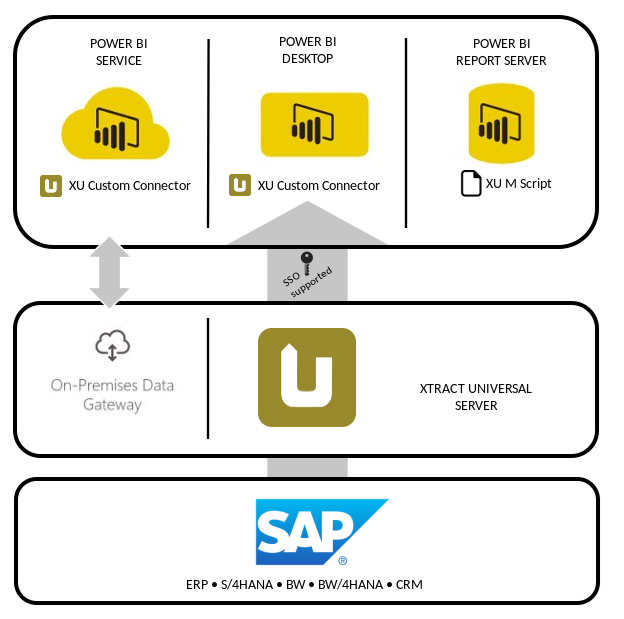 POWER BI
SERVICE
POWER BI
DESKTOP
POWER BI
REPORT SERVER
XU Custom Connector
XU Custom Connector
XU M Script
SSO
supported
On-Premises Data
Gateway
XTRACT UNIVERSAL
SERVER
SAP®
ERP • S/4HANA • BW • BW/4HANA • CRM